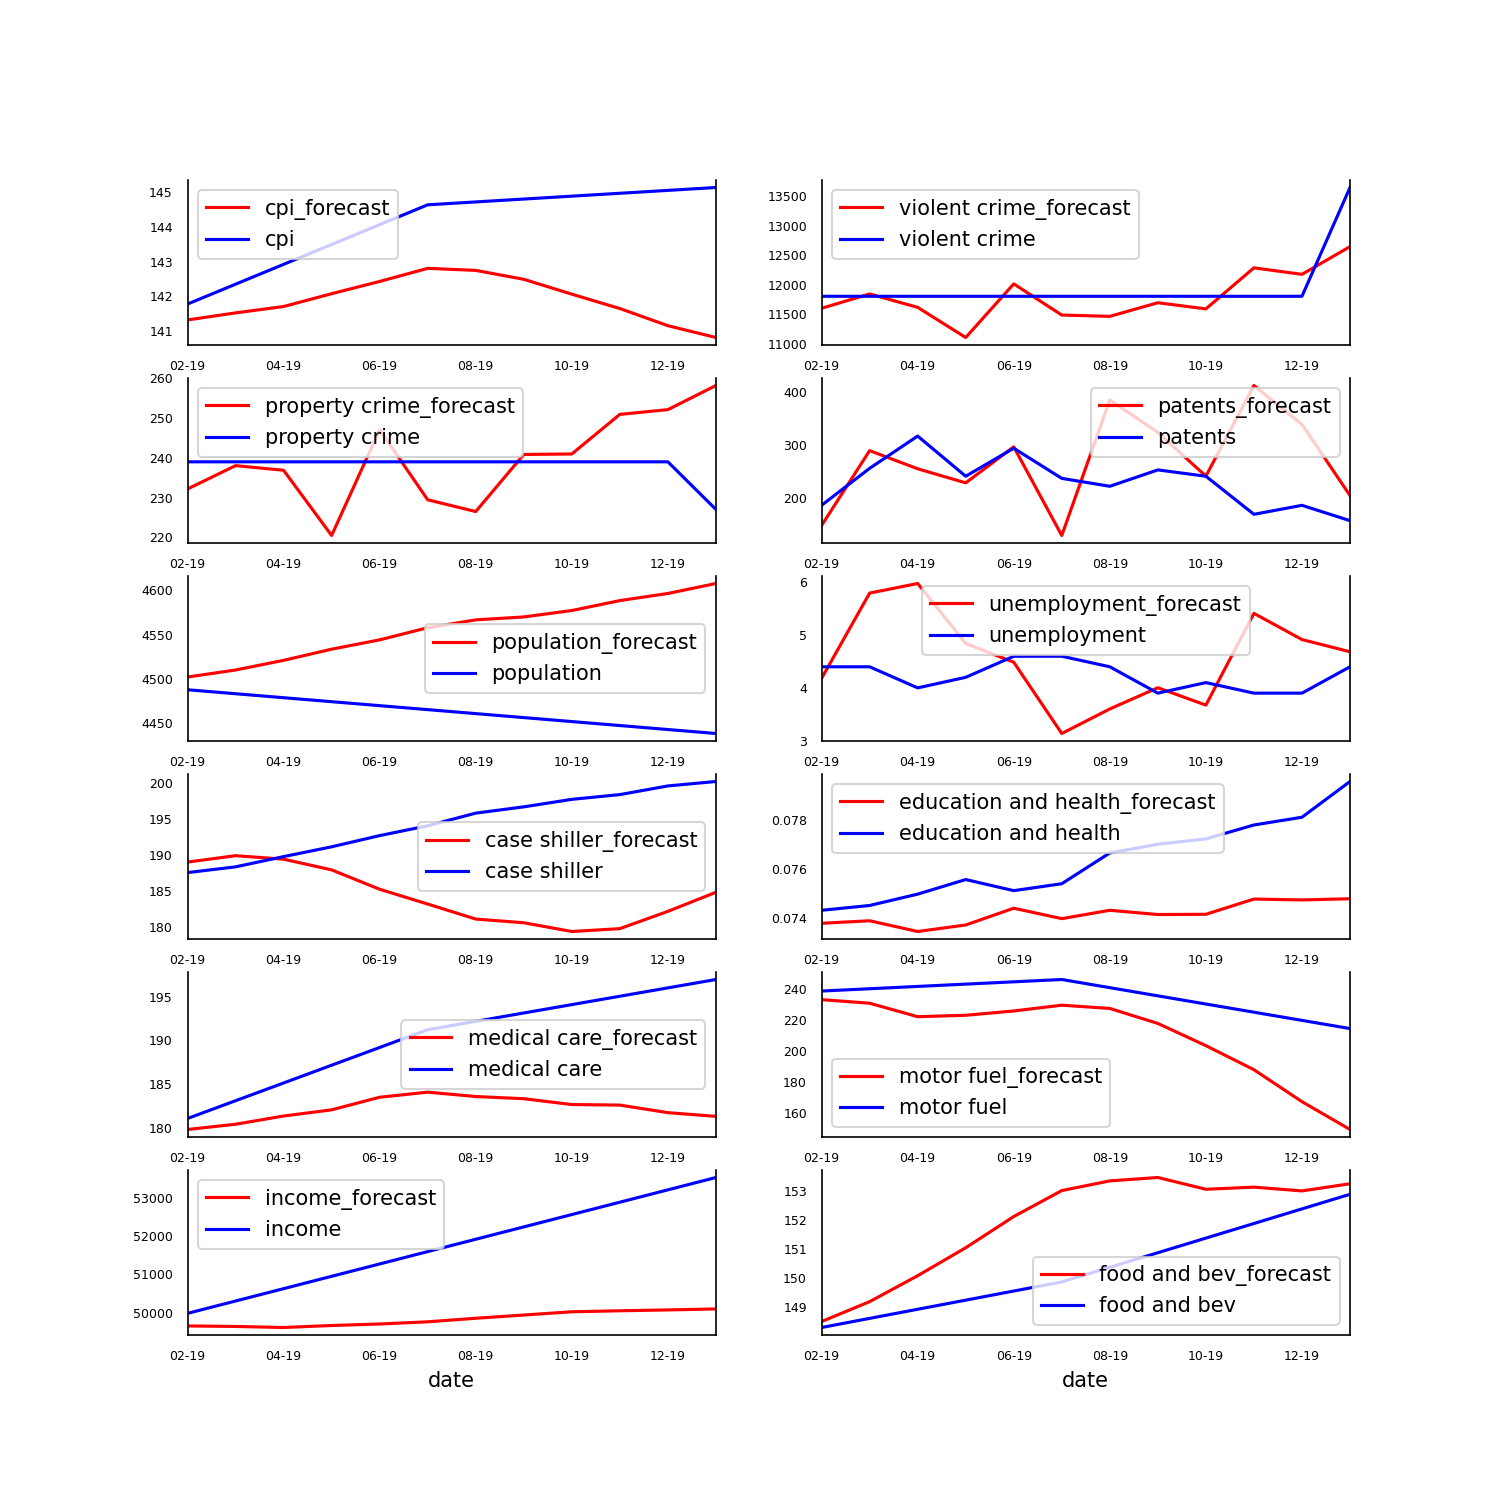 145
144
143
142
141
cpi_forecast
cpi
02-19 04-19 06-19 08-19 10-19 12-19
13500
13000
12500
12000
11500
11000
violent crime_forecast
violent crime
02-19 04-19 06-19 08-19 10-19 12-19
260
250
240
230
220
property crime_forecast
property crime
02-19 04-19 06-19 08-19 10-19 12-19
400
300
200
patents_forecast
patents
02-19 04-19 06-19 08-19 10-19 12-19
4600
4550
4500
4450
population_forecast
population
02-19 04-19 06-19 08-19 10-19 12-19
6
5
4
3
unemployment_forecast
unemployment
02-19 04-19 06-19 08-19 10-19 12-19
200
195
190
185
180
case shiller_forecast
case shiller
02-19 04-19 06-19 08-19 10-19 12-19
0.078
0.076
0.074
education and health_forecast
education and health
02-19 04-19 06-19 08-19 10-19 12-19
195
190
185
180
medical care_forecast
medical care
02-19 04-19 06-19 08-19 10-19 12-19
240
220
200
180
160
motor fuel_forecast
motor fuel
02-19 04-19 06-19 08-19 10-19 12-19
53000
52000
51000
50000
income_forecast
income
02-19 04-19 06-19 08-19 10-19 12-19
date
153
152
151
150
149
food and bev_forecast
food and bev
02-19 04-19 06-19 08-19 10-19 12-19
date